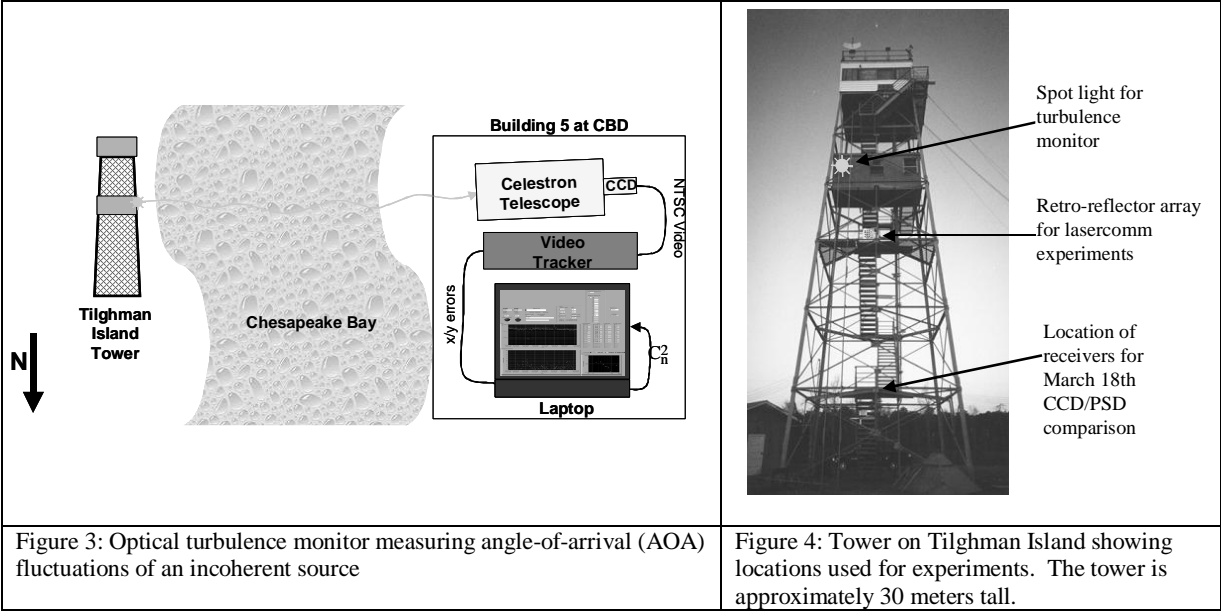 Building 5 at CBD
Celestron
Telescope
CCD
NTSC Video
Video
Tracker
x/y errors
C²n
Laptop
Chesapeake Bay
Tilghman
Island
Tower
N
Spot light for
turbulence
monitor
Retro-reflector array
for lasercomm
experiments
Location of
receivers for
March 18th
CCD/PSD
comparison
Figure 3: Optical turbulence monitor measuring angle-of-arrival (AOA)
fluctuations of an incoherent source
Figure 4: Tower on Tilghman Island showing
locations used for experiments.  The tower is
approximately 30 meters tall.